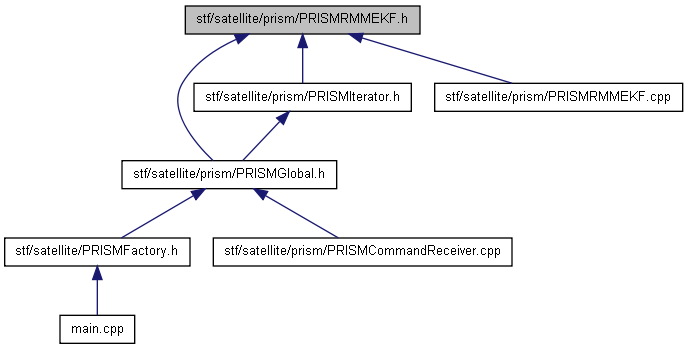 stf/satellite/prism/PRISMRMMEKF.h
stf/satellite/prism/PRISMIterator.h
stf/satellite/prism/PRISMRMMEKF.cpp
stf/satellite/prism/PRISMGlobal.h
stf/satellite/PRISMFactory.h
stf/satellite/prism/PRISMCommandReceiver.cpp
main.cpp